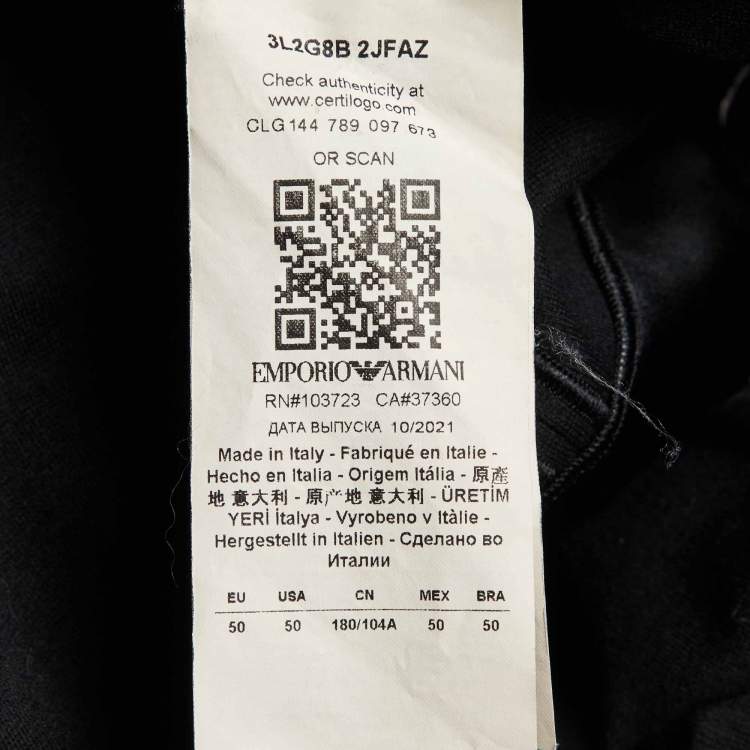 3L2G8B 2JFAZ
Check authenticity at
www.certilogo.com
CLG 144 789 097 673
OR SCAN
EMPORIO ARMANI
RN#103723 CA#37360
ДАТА ВЫПУСКА 10/2021
Made in Italy - Fabriqué en Italie -
Hecho en Italia - Origem Itália - 原產
地 意大利 - 原产地 意大利 - ÜRETİM
YERİ İtalya - Vyrobeno v Itàlie -
Hergestellt in Italien - Сделано во
Италии
EU USA CN MEX BRA
50 50 180/104A 50 50